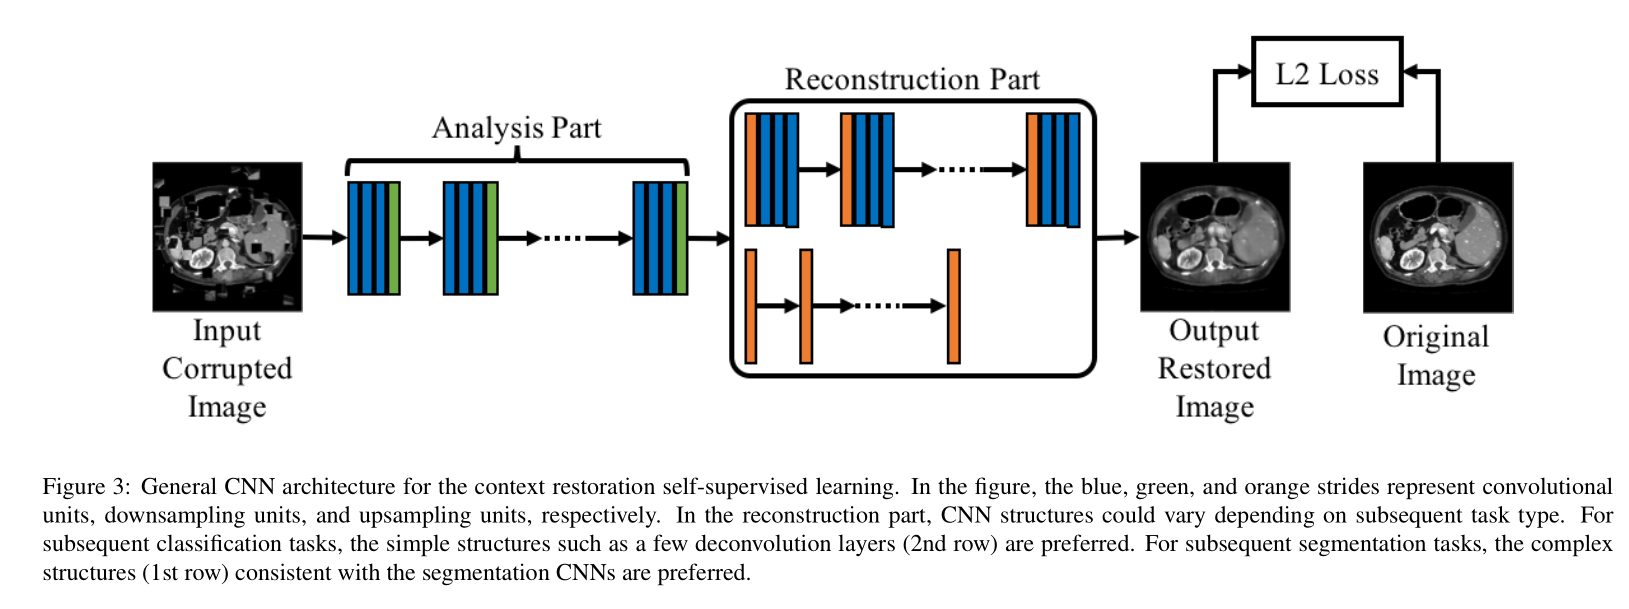 L2 Loss
Reconstruction Part
Analysis Part
Input
Corrupted
Image
Output
Restored
Image
Original
Image
Figure 3: General CNN architecture for the context restoration self-supervised learning. In the figure, the blue, green, and orange strides represent convolutional
units, downsampling units, and upsampling units, respectively. In the reconstruction part, CNN structures could vary depending on subsequent task type. For
subsequent classification tasks, the simple structures such as a few deconvolution layers (2nd row) are preferred. For subsequent segmentation tasks, the complex
structures (1st row) consistent with the segmentation CNNs are preferred.